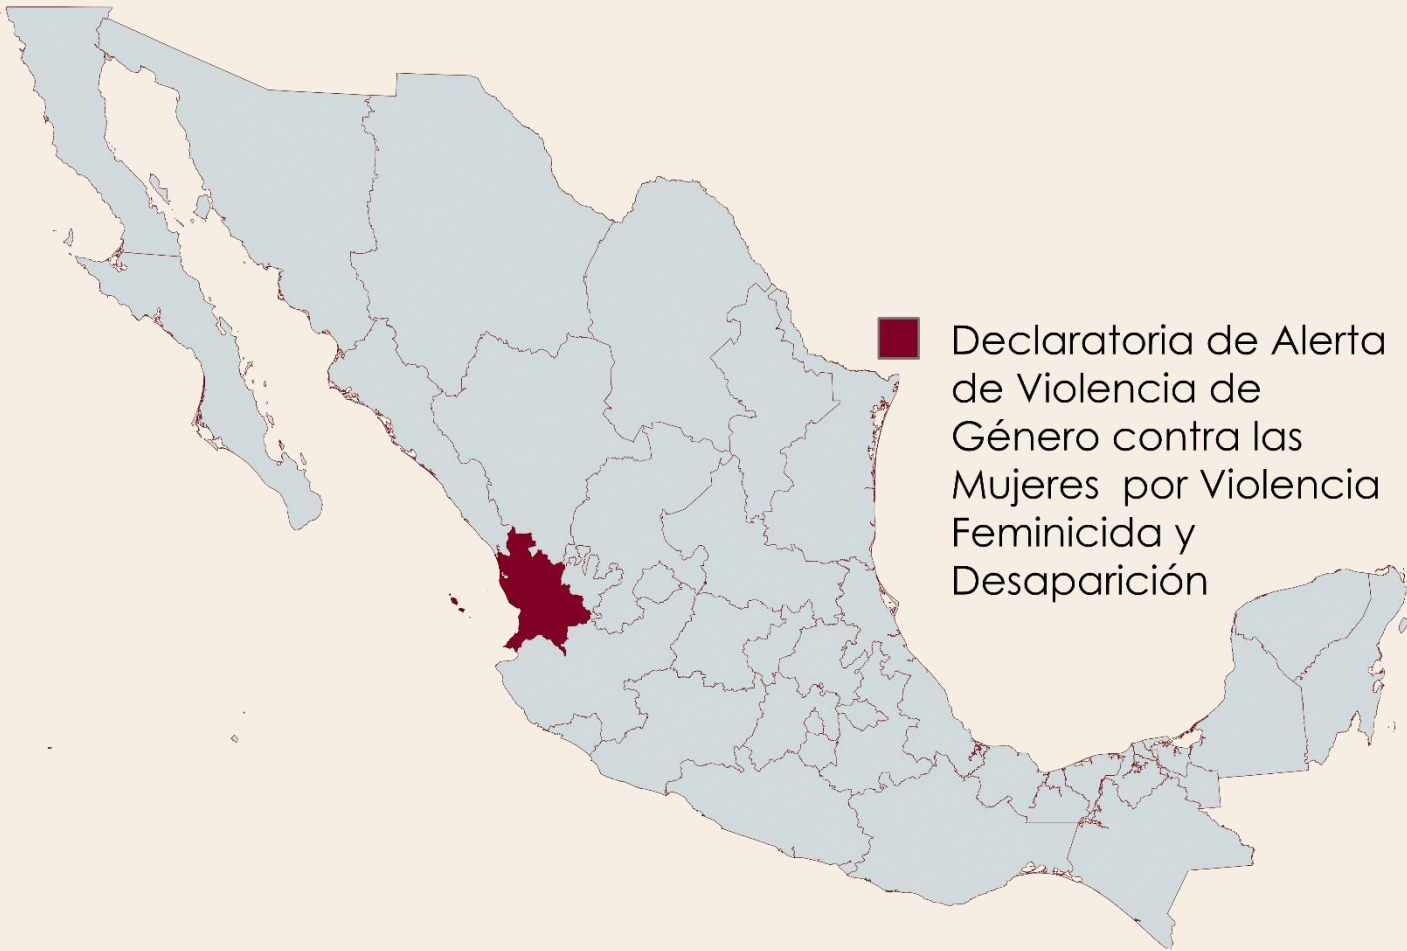 Declaratoria de Alerta
de Violencia de
Género contra las
Mujeres  por Violencia
Feminicida y
Desaparición